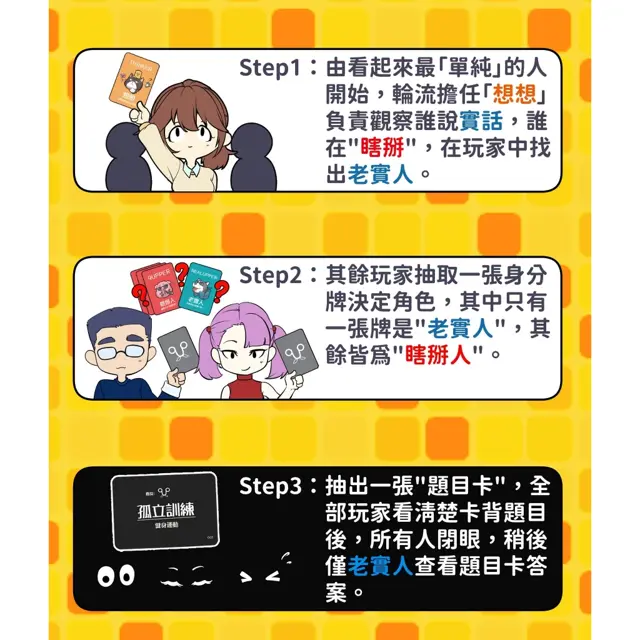 Step1：由看起來最「單純」的人
開始，輪流擔任「想想」
負責觀察誰說實話，誰
在"瞎掰"，在玩家中找
出老實人。
Step2：其餘玩家抽取一張身分
牌決定角色，其中只有
一張牌是"老實人"，其
餘皆為"瞎掰人"。
Step3：抽出一張"題目卡"，全
部玩家看清楚卡背題目
後，所有人閉眼，稍後
僅老實人查看題目卡答
案。
孤立訓練
健身運動